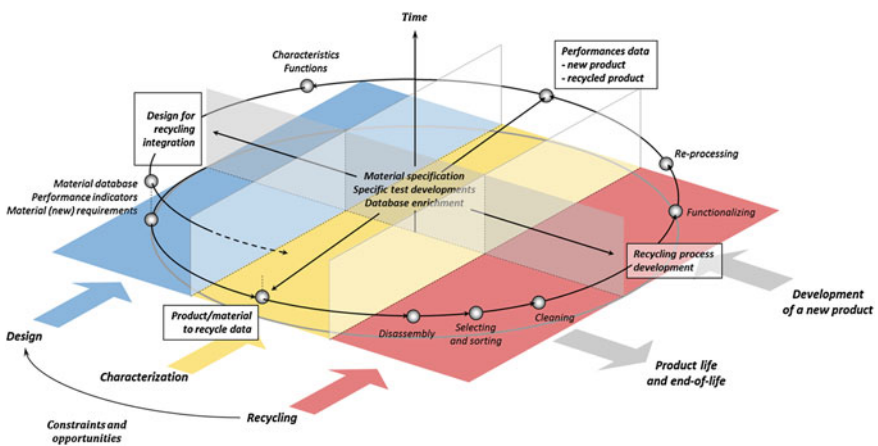 Time
Characteristics
Functions
Performances data
- new product
- recycled product
Design for
recycling
integration
Re-processing
Material specification
Specific test developments
Database enrichment
Material database
Performance indicators
Material (new) requirements
Functionalizing
Recycling process
development
Product/material
to recycle data
Disassembly
Selecting
and sorting
Cleaning
Development
of a new product
Design
Product life
and end-of-life
Characterization
Recycling
Constraints and
opportunities